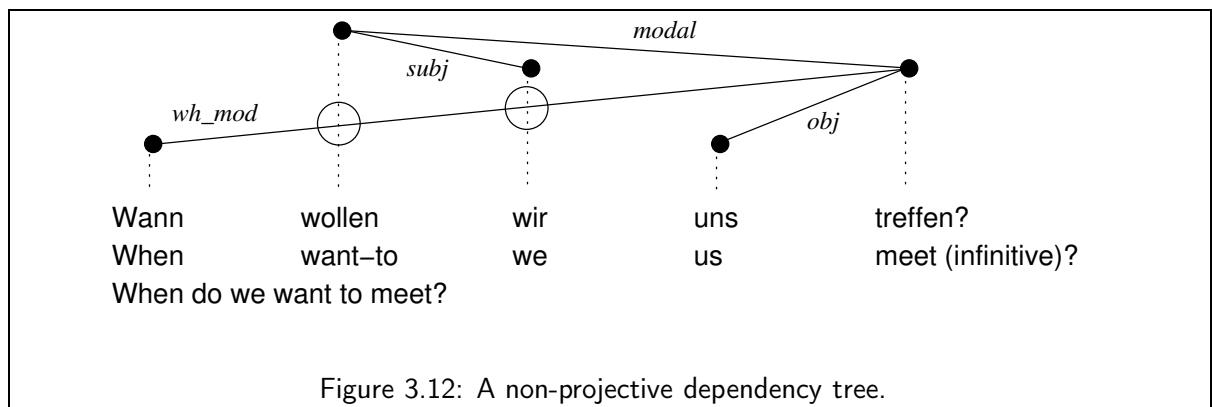 modal
subj
wh_mod
obj
Wann wollen wir uns treffen?
When want–to we us meet (infinitive)?
When do we want to meet?
Figure 3.12: A non-projective dependency tree.